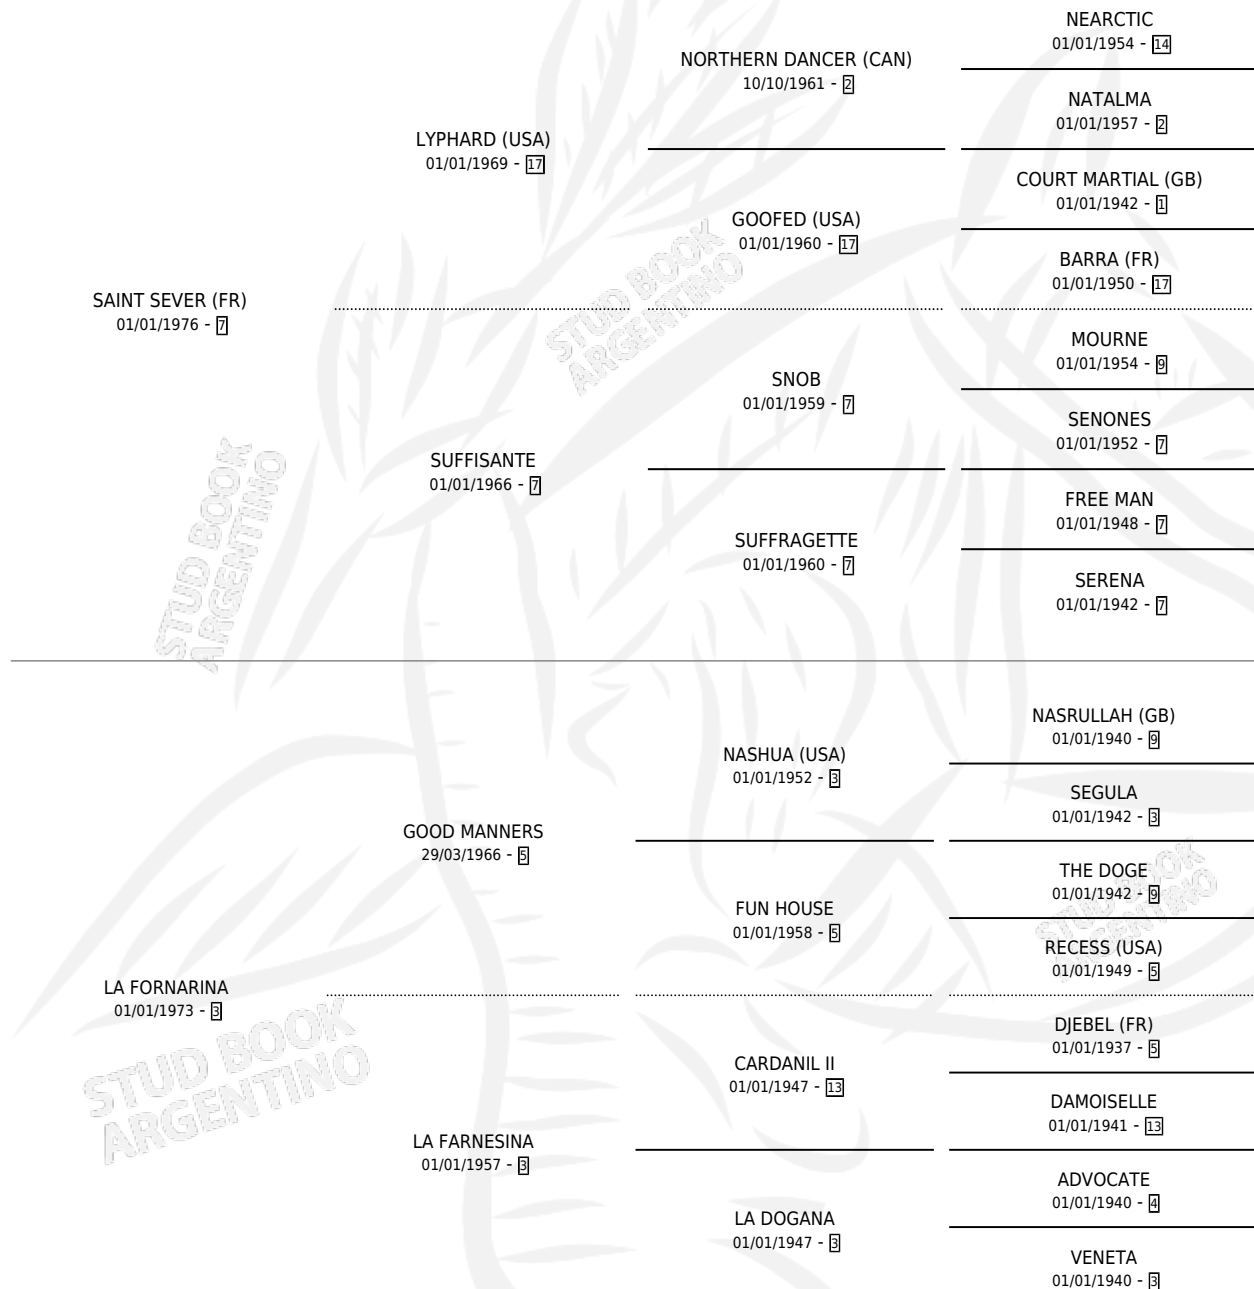 NEARCTIC
01/01/1954 - 14
NORTHERN DANCER (CAN)
10/10/1961 - 2
NATALMA
01/01/1957 - 2
LYPHARD (USA)
01/01/1969 - 17
COURT MARTIAL (GB)
01/01/1942 - 1
GOOFED (USA)
01/01/1960 - 17
BARRA (FR)
01/01/1950 - 17
SAINT SEVER (FR)
01/01/1976 - 7
STUD BOOK
ARGENTINO
MOURNE
01/01/1954 - 9
SNOB
01/01/1959 - 7
SENONES
01/01/1952 - 7
SUFFISANTE
01/01/1966 - 7
FREE MAN
01/01/1948 - 7
SUFFRAGETTE
01/01/1960 - 7
SERENA
01/01/1942 - 7
STUD BOOK
ARGENTINO
NASRULLAH (GB)
01/01/1940 - 9
NASHUA (USA)
01/01/1952 - 3
SEGULA
01/01/1942 - 3
GOOD MANNERS
29/03/1966 - 5
THE DOGE
01/01/1942 - 9
FUN HOUSE
01/01/1958 - 5
STUD BOOK
ARGENTINO
RECESS (USA)
01/01/1949 - 5
LA FORNARINA
01/01/1973 - 3
DJEBEL (FR)
01/01/1937 - 5
CARDANIL II
01/01/1947 - 13
STUD BOOK
ARGENTINO
DAMOISELLE
01/01/1941 - 13
LA FARNESINA
01/01/1957 - 3
ADVOCATE
01/01/1940 - 4
LA DOGANA
01/01/1947 - 3
VENETA
01/01/1940 - 3